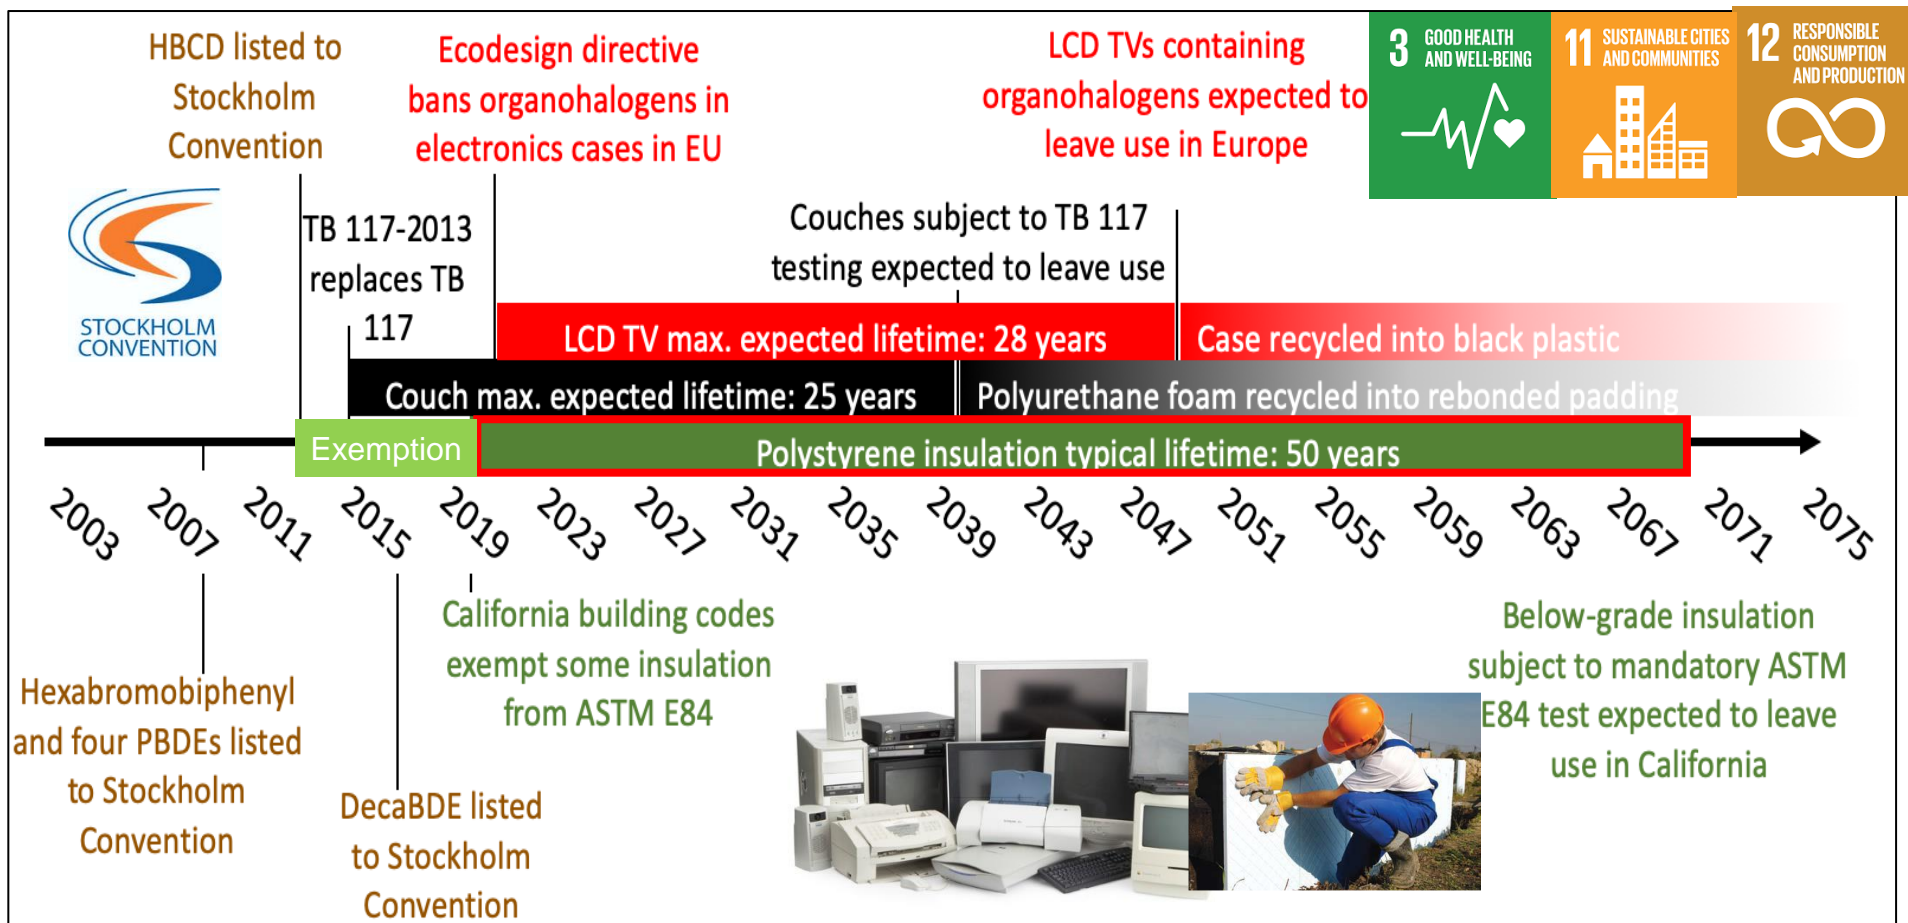 HBCD listed to
Stockholm
Convention
Ecodesign directive
bans organohalogens in
electronics cases in EU
LCD TVs containing
organohalogens expected to
leave use in Europe
3 GOOD HEALTH
AND WELL-BEING
11 SUSTAINABLE CITIES
AND COMMUNITIES
12 RESPONSIBLE
CONSUMPTION
AND PRODUCTION
STOCKHOLM
CONVENTION
TB 117-2013
replaces TB
117
Couches subject to TB 117
testing expected to leave use
LCD TV max. expected lifetime: 28 years
Case recycled into black plastic
Couch max. expected lifetime: 25 years
Polyurethane foam recycled into rebonded padding
Exemption
Polystyrene insulation typical lifetime: 50 years
2003
2007
2011
2015
2019
2023
2027
2031
2035
2039
2043
2047
2051
2055
2059
2063
2067
2071
2075
Hexabromobiphenyl
and four PBDEs listed
to Stockholm
Convention
DecaBDE listed
to Stockholm
Convention
California building codes
exempt some insulation
from ASTM E84
Below-grade insulation
subject to mandatory ASTM
E84 test expected to leave
use in California